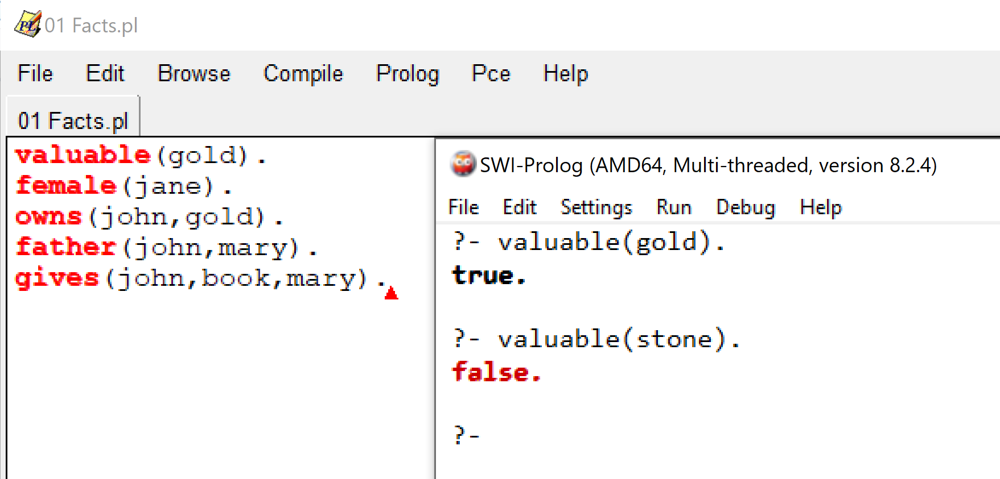 01 Facts.pl
File Edit Browse Compile Prolog Pce Help
01 Facts.pl
valuable(gold).
female(jane).
owns(john,gold).
father(john,mary).
gives(john,book,mary).
SWI-Prolog (AMD64, Multi-threaded, version 8.2.4)
File Edit Settings Run Debug Help
?- valuable(gold).
true.
?- valuable(stone).
false.
?-